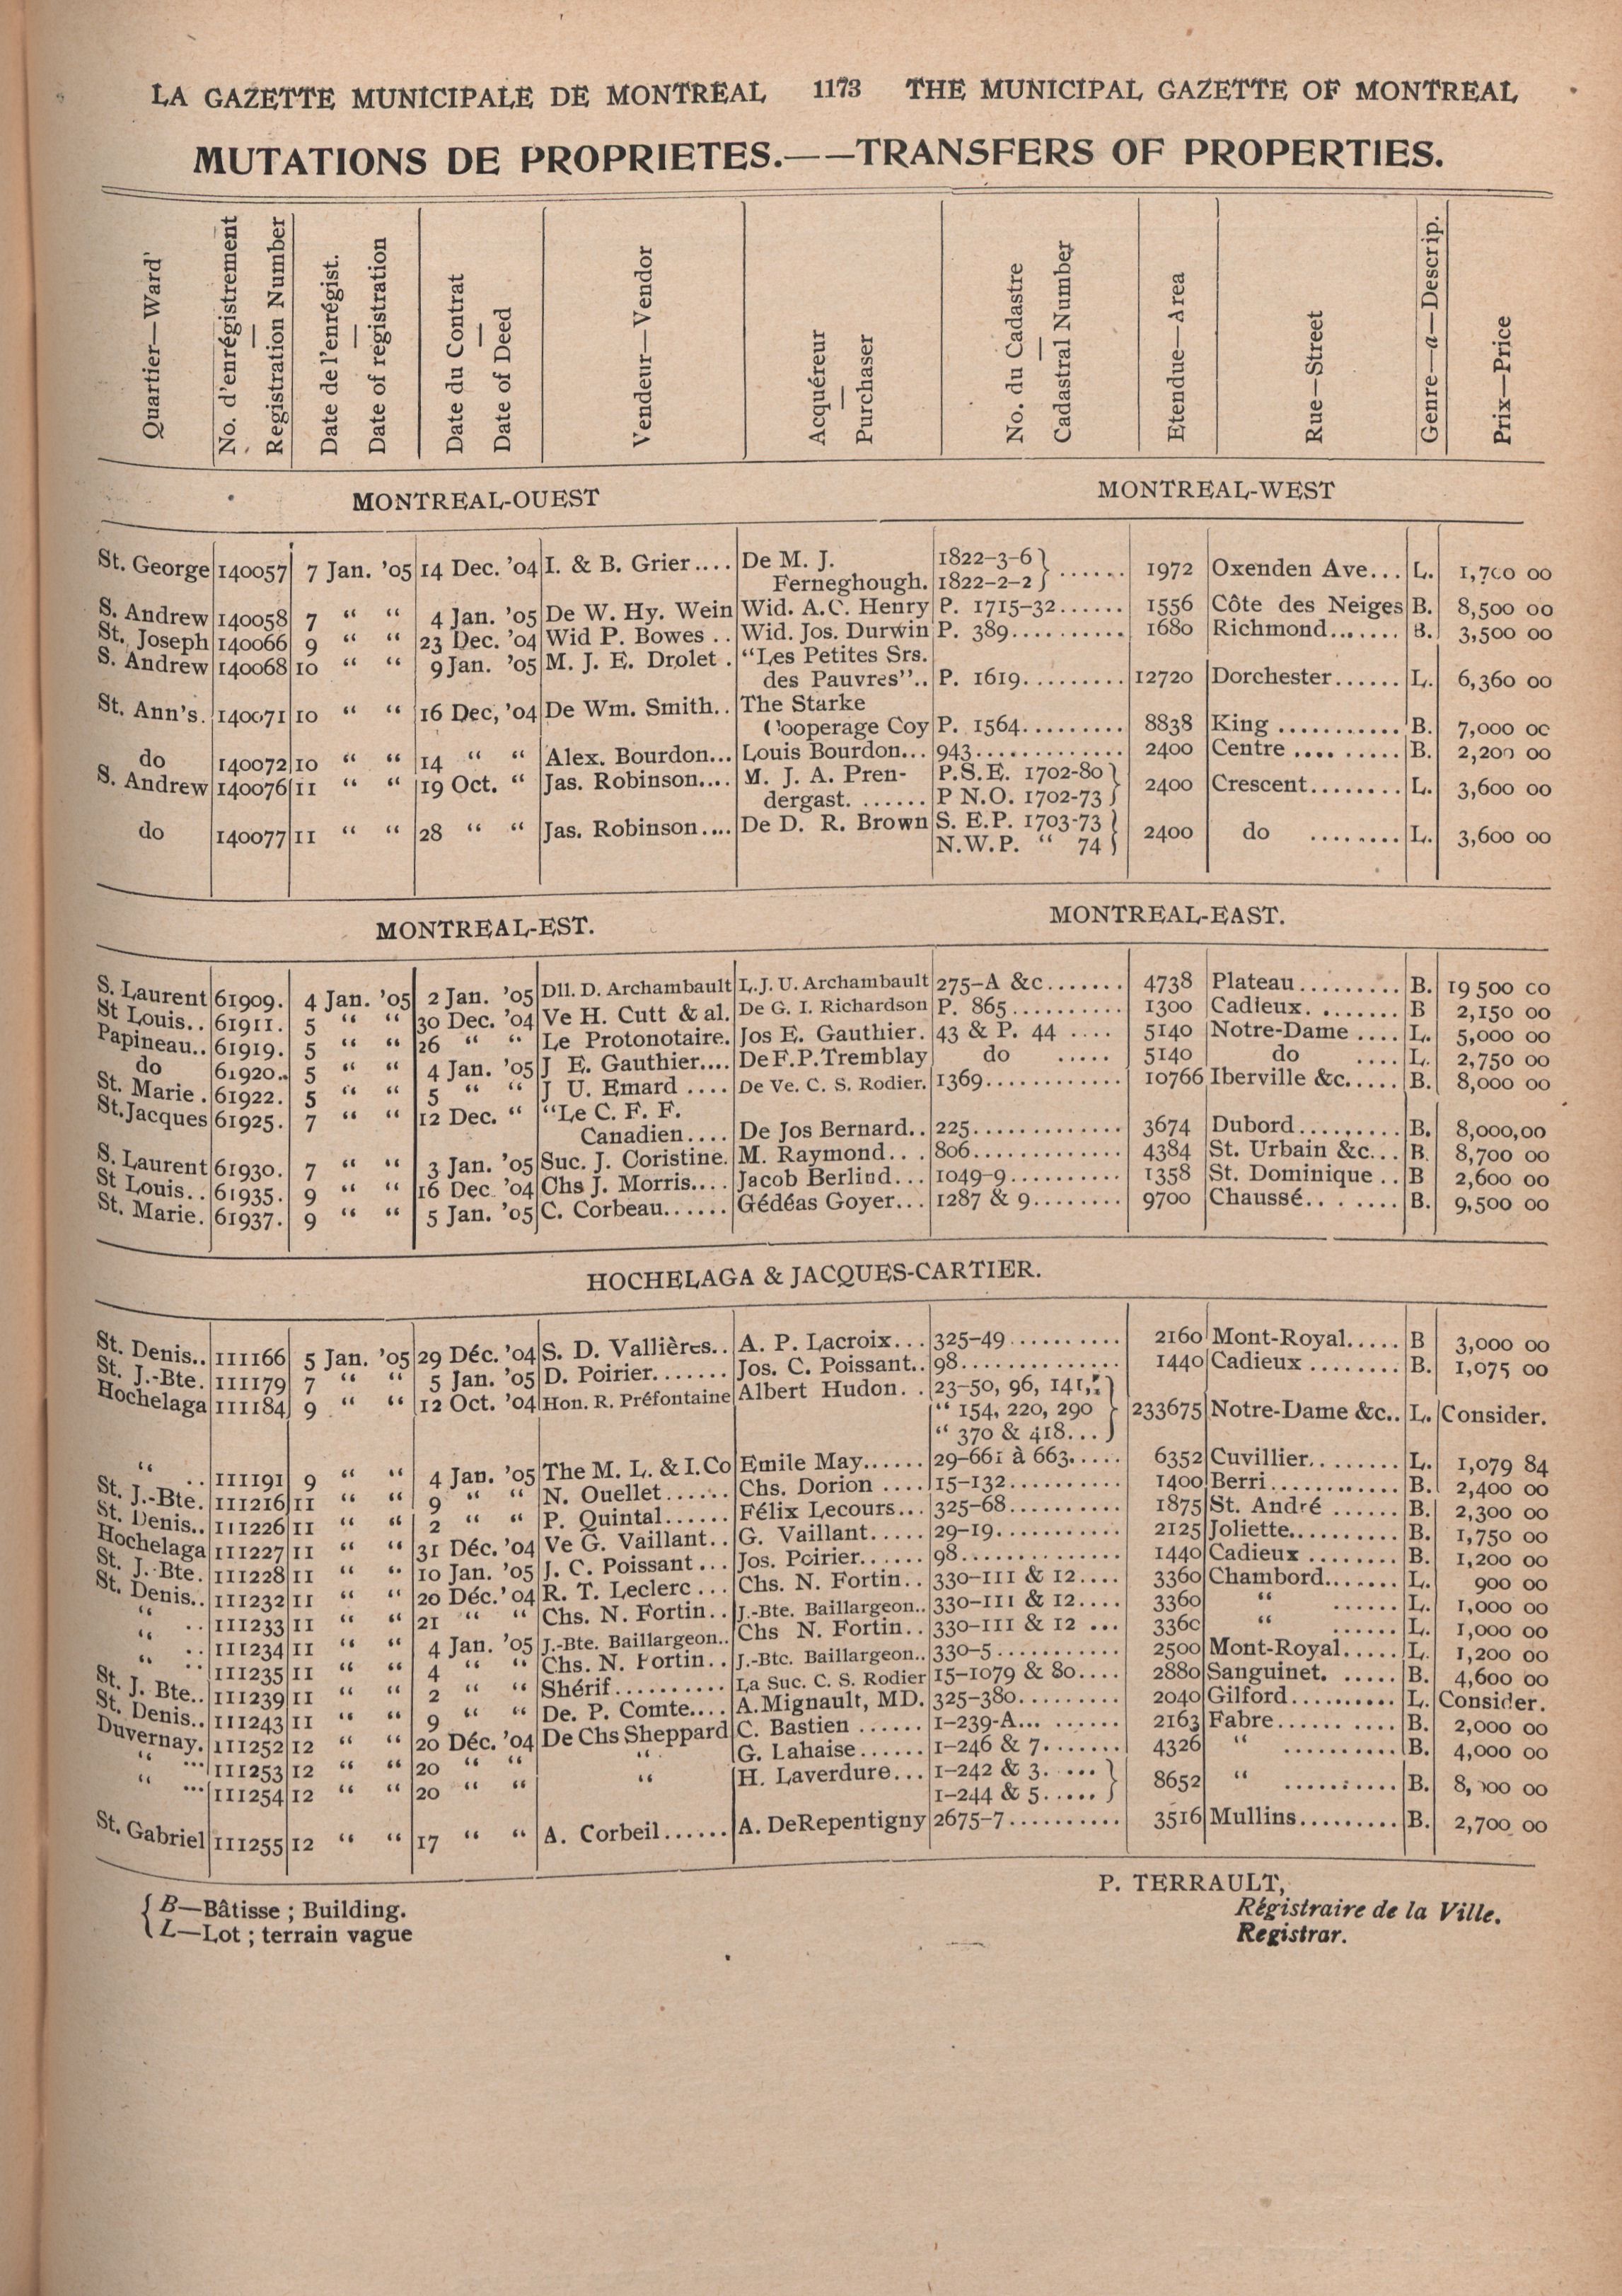 LA GAZETTE MUNICIPALE DE MONTREAL 1173 THE MUNICIPAL GAZETTE OF MONTREAL
MUTATIONS DE PROPRIETES.——TRANSFERS OF PROPERTIES.
Quartier—Ward
No. d'enrégistrement — Registration Number
Date de l'enrégist. — Date of registration
Date du Contrat — Date of Deed
Vendeur—Vendor
Acquéreur — Purchaser
No. du Cadastre — Cadastral Number
Etendue—Area
Rue—Street
Genre—a—Descrip.
Prix—Price
MONTREAL-OUEST MONTREAL-WEST
St. George 140057 7 Jan. '05 14 Dec. '04 I. & B. Grier.... De M. J. 1822-3-6 } ...... 1972 Oxenden Ave... L. 1,700 00
Ferneghough. 1822-2-2 }
S. Andrew 140058 7 “ “ 4 Jan. '05 De W. Hy. Wein Wid. A.C. Henry P. 1715-32...... 1556 Côte des Neiges B. 8,500 00
St. Joseph 140066 9 “ “ 23 Dec. '04 Wid P. Bowes .. Wid. Jos. Durwin P. 389.......... 1680 Richmond....... B. 3,500 00
S. Andrew 140068 10 “ “ 9 Jan. '05 M. J. E. Drolet . “Les Petites Srs.
des Pauvres”.. P. 1619......... 12720 Dorchester...... L. 6,360 00
St. Ann's. 140071 10 “ “ 16 Dec, '04 De Wm. Smith.. The Starke
Cooperage Coy P. 1564......... 8838 King ........... B. 7,000 00
do 140072 10 “ “ 14 “ “ Alex. Bourdon... Louis Bourdon... 943............. 2400 Centre .... ..... B. 2,200 00
S. Andrew 140076 11 “ “ 19 Oct. “ Jas. Robinson.... M. J. A. Pren- P.S.E. 1702-80 } 2400 Crescent........ L. 3,600 00
dergast. ...... P N.O. 1702-73 }
do 140077 11 “ “ 28 “ “ Jas. Robinson.... De D. R. Brown S. E.P. 1703-73 } 2400 do ........ L. 3,600 00
N.W.P. “ 74 }
MONTREAL-EST. MONTREAL-EAST.
S. Laurent 61909. 4 Jan. '05 2 Jan. '05 Dll. D. Archambault L.J. U. Archambault 275-A &c....... 4738 Plateau......... B. 19 500 00
St Louis.. 61911. 5 “ “ 30 Dec. '04 Ve H. Cutt & al. De G. I. Richardson P. 865.......... 1300 Cadieux. ....... B 2,150 00
Papineau.. 61919. 5 “ “ 26 “ “ Le Protonotaire. Jos E. Gauthier. 43 & P. 44 .... 5140 Notre-Dame .... L. 5,000 00
do 61920.. 5 “ “ 4 Jan. '05 J E. Gauthier.... De F.P.Tremblay do ..... 5140 do .... L. 2,750 00
St. Marie . 61922. 5 “ “ 5 “ “ J U. Emard .... De Ve. C. S. Rodier. 1369............ 10766 Iberville &c..... B. 8,000 00
St.Jacques 61925. 7 “ “ 12 Dec. “ “Le C. F. F.
Canadien.... De Jos Bernard.. 225............. 3674 Dubord......... B. 8,000,00
S. Laurent 61930. 7 “ “ 3 Jan. '05 Suc. J. Coristine. M. Raymond... . 806............. 4384 St. Urbain &c... B. 8,700 00
St Louis.. 61935. 9 “ “ 16 Dec. '04 Chs J. Morris.... Jacob Berlind... 1049-9.......... 1358 St. Dominique .. B 2,600 00
St. Marie. 61937. 9 “ “ 5 Jan. '05 C. Corbeau...... Gédéas Goyer... 1287 & 9........ 9700 Chaussé.. . ..... B. 9,500 00
HOCHELAGA & JACQUES-CARTIER.
St. Denis.. 111166 5 Jan. '05 29 Déc. '04 S. D. Vallières.. A. P. Lacroix... 325-49.......... 2160 Mont-Royal..... B 3,000 00
St. J.-Bte. 111179 7 “ “ 5 Jan. '05 D. Poirier....... Jos. C. Poissant.. 98.............. 1440 Cadieux ........ B. 1,075 00
Hochelaga 111184 9 “ “ 12 Oct. '04 Hon. R. Préfontaine Albert Hudon. . 23-50, 96, 141, }
“ 154, 220, 290 } 233675 Notre-Dame &c.. L. Consider.
“ 370 & 418... }
“ .. 111191 9 “ “ 4 Jan. '05 The M. L. & I. Co Emile May...... 29-661 à 663..... 6352 Cuvillier........ L. 1,079 84
St. J.-Bte. 111216 11 “ “ 9 “ “ N. Ouellet...... Chs. Dorion .... 15-132.......... 1400 Berri............ B. 2,400 00
St. Denis.. 111226 11 “ “ 2 “ “ P. Quintal...... Félix Lecours... 325-68.......... 1875 St. André ...... B. 2,300 00
Hochelaga 111227 11 “ “ 31 Déc. '04 Ve G. Vaillant.. G. Vaillant..... 29-19........... 2125 Joliette.......... B. 1,750 00
St. J.-Bte. 111228 11 “ “ 10 Jan. '05 J. C. Poissant... Jos. Poirier...... 98.............. 1440 Cadieux ........ B. 1,200 00
St. Denis.. 111232 11 “ “ 20 Déc. '04 R. T. Leclerc ... Chs. N. Fortin.. 330-111 & 12.... 3360 Chambord....... L. 900 00
“ .. 111233 11 “ “ 21 “ “ Chs. N. Fortin.. J.-Bte. Baillargeon.. 330-111 & 12.... 3360 “ ...... L. 1,000 00
“ .. 111234 11 “ “ 4 Jan. '05 J.-Bte. Baillargeon.. Chs N. Fortin.. 330-111 & 12 ... 3360 “ ...... L. 1,000 00
“ .. 111235 11 “ “ 4 “ “ Chs. N. Fortin.. J.-Btc. Baillargeon.. 330-5........... 2500 Mont-Royal..... L. 1,200 00
St. J. Bte.. 111239 11 “ “ 2 “ “ Shérif.......... La Suc. C. S. Rodier 15-1079 & 80.... 2880 Sanguinet. ..... B. 4,600 00
St. Denis.. 111243 11 “ “ 9 “ “ De. P. Comte.... A.Mignault, MD. 325-380......... 2040 Gilford.......... L. Consider.
Duvernay. 111252 12 “ “ 20 Déc. '04 De Chs Sheppard C. Bastien ...... 1-239-A... ...... 2163 Fabre...... ..... B. 2,000 00
“ ... 111253 12 “ “ 20 “ “ “ G. Lahaise...... 1-246 & 7....... 4326 “ .......... B. 4,000 00
“ ... 111254 12 “ “ 20 “ “ “ H. Laverdure... 1-242 & 3. .... } 8652 “ .......... B. 8,000 00
1-244 & 5..... }
St. Gabriel 111255 12 “ “ 17 “ “ A. Corbeil...... A. DeRepentigny 2675-7.......... 3516 Mullins......... B. 2,700 00
P. TERRAULT,
{ B—Bâtisse ; Building. Régistraire de la Ville.
L—Lot ; terrain vague Registrar.